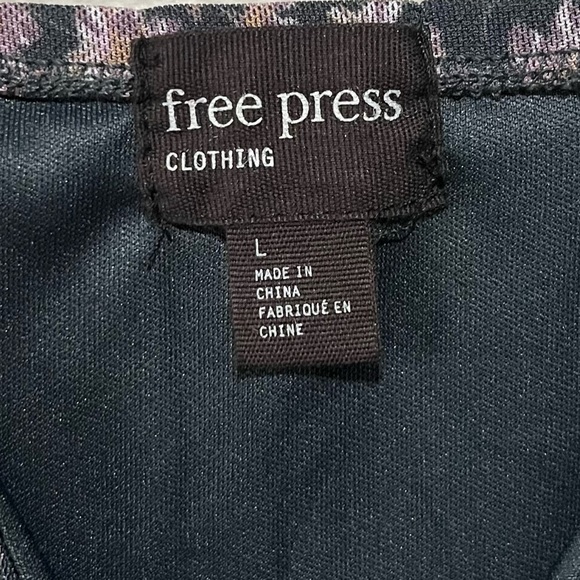 free press
CLOTHING
L
MADE IN
CHINA
FABRIQUÉ EN
CHINE